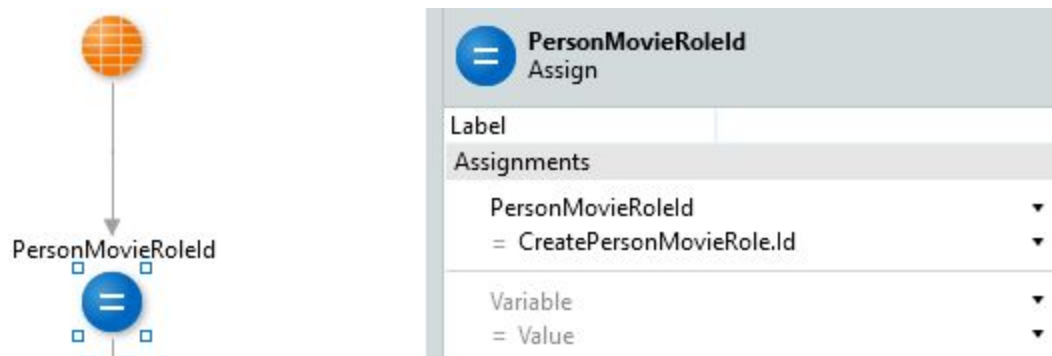 PersonMovieRoleId
PersonMovieRoleId
Assign
Label
Assignments
PersonMovieRoleId
= CreatePersonMovieRole.Id
Variable
= Value